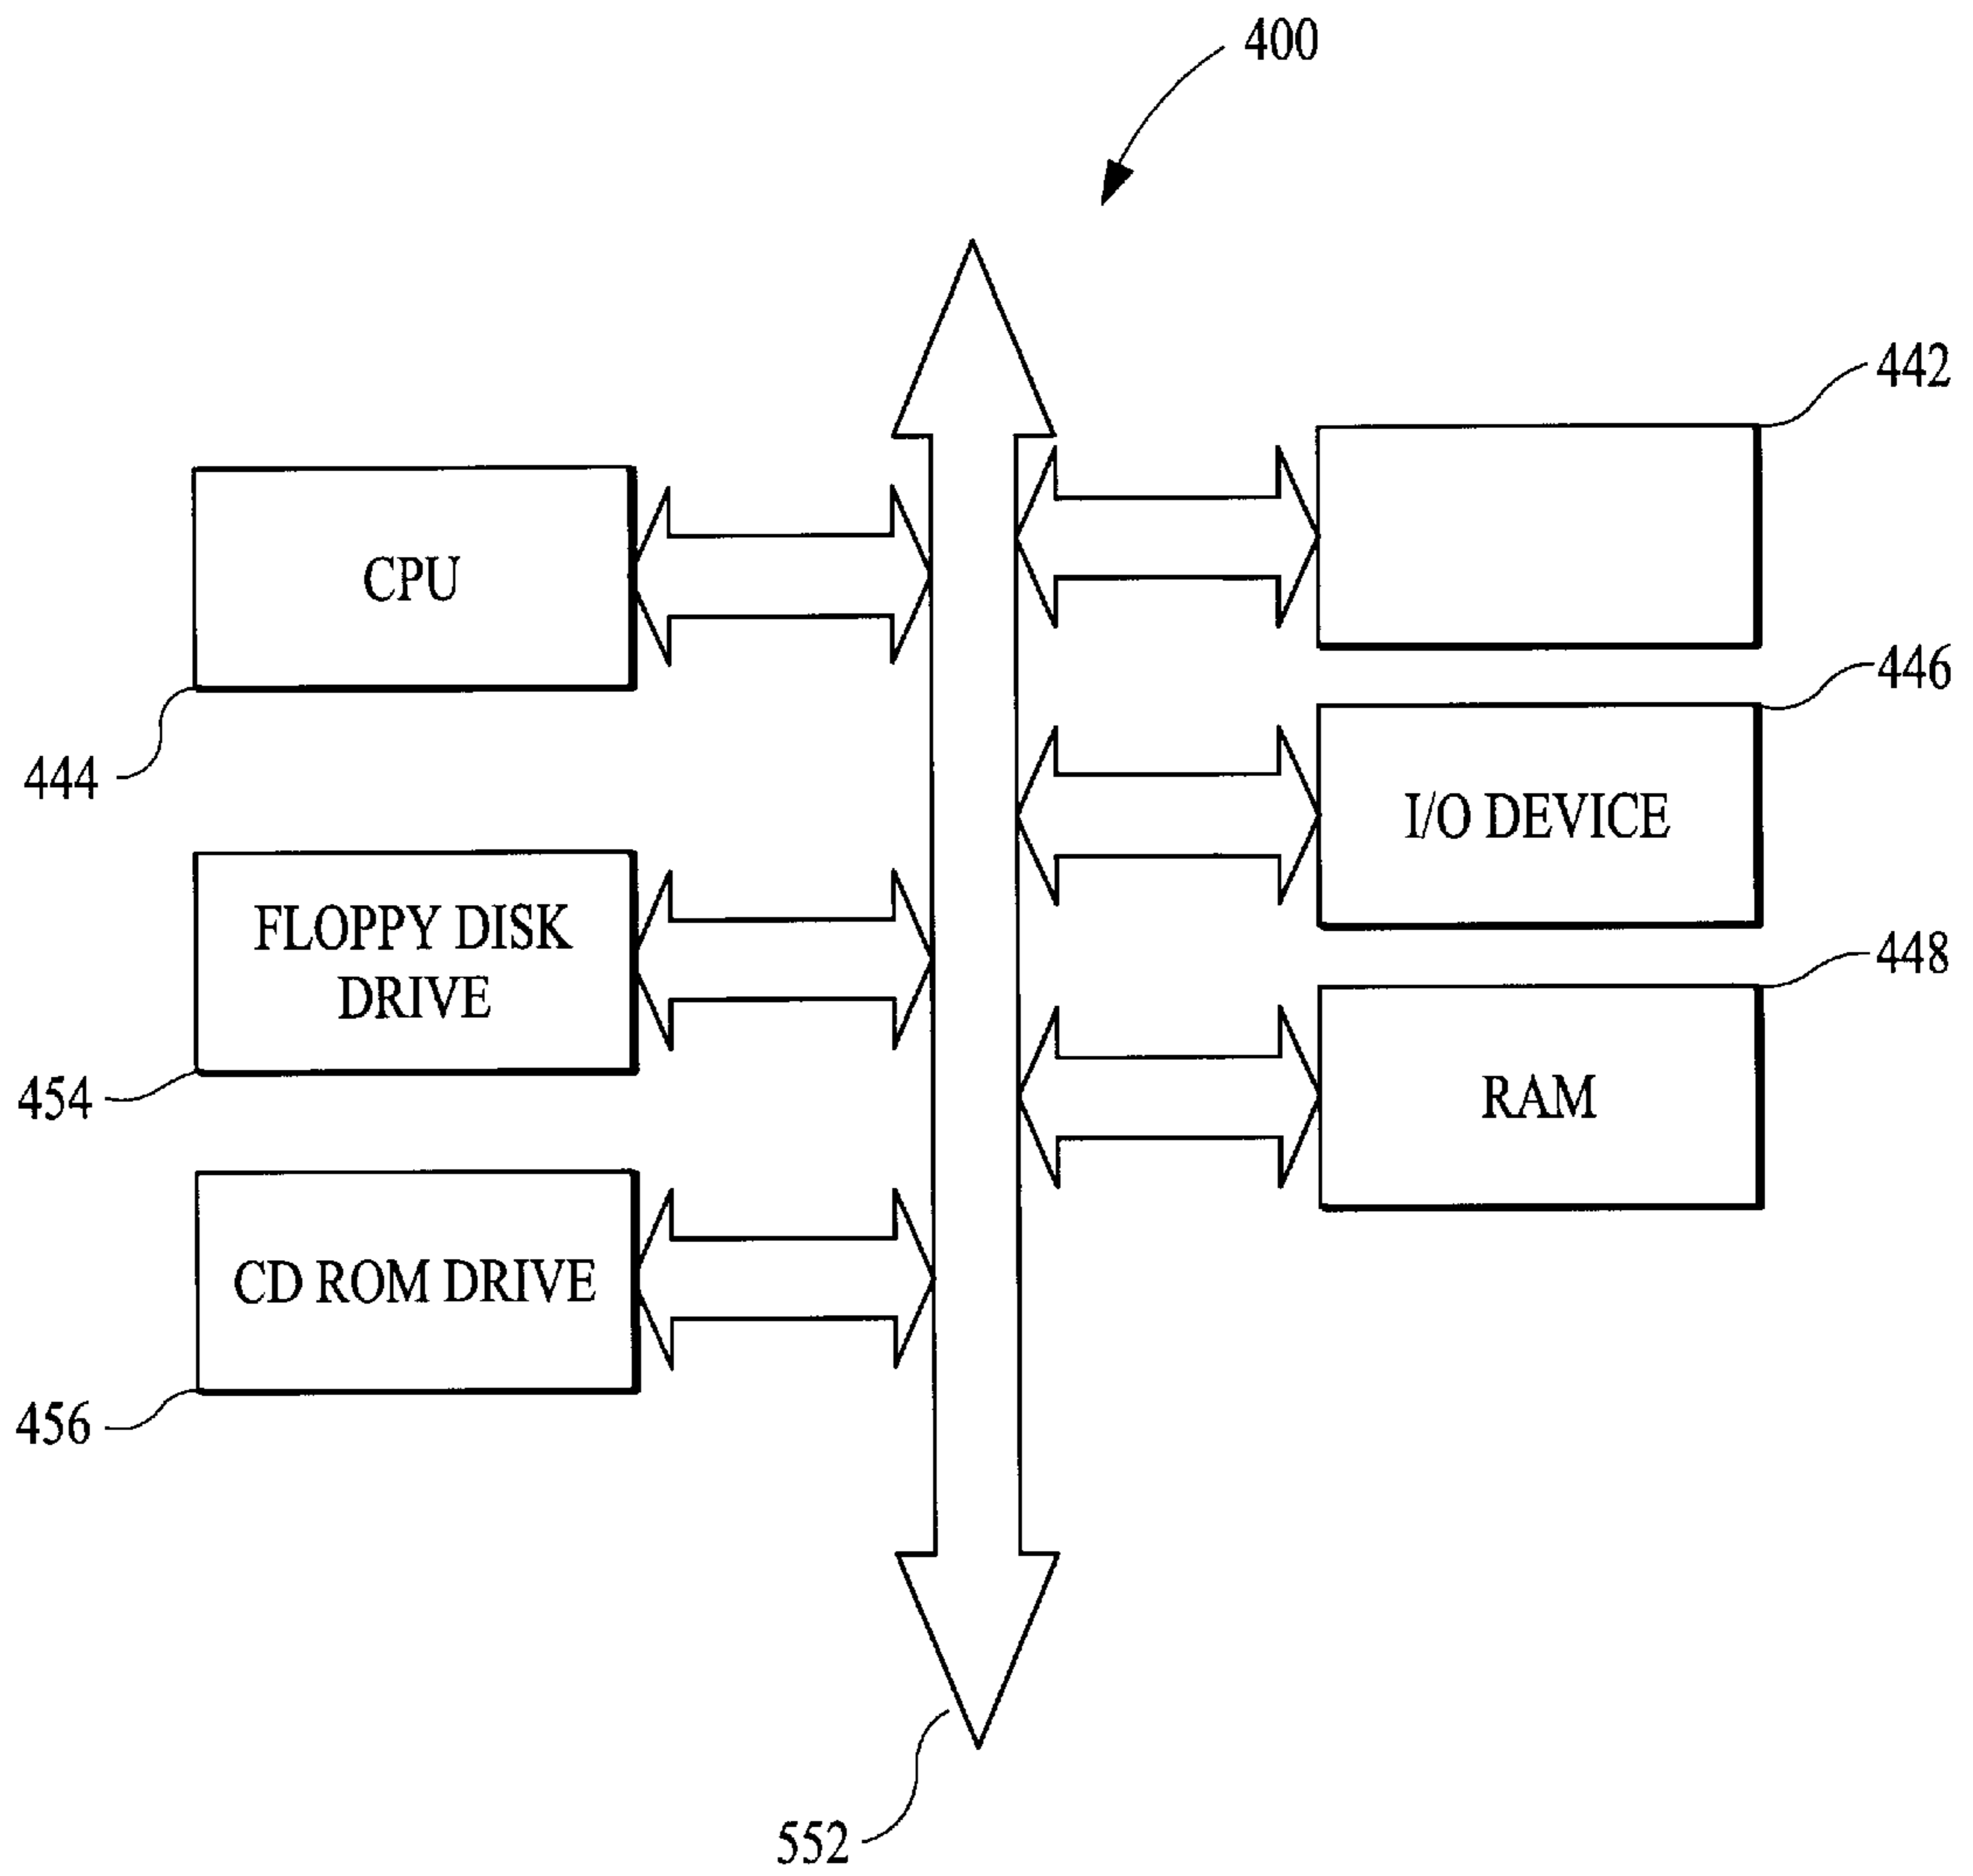 400
442
CPU
446
444
I/O DEVICE
FLOPPY DISK
DRIVE
448
454
RAM
CD ROM DRIVE
456
552